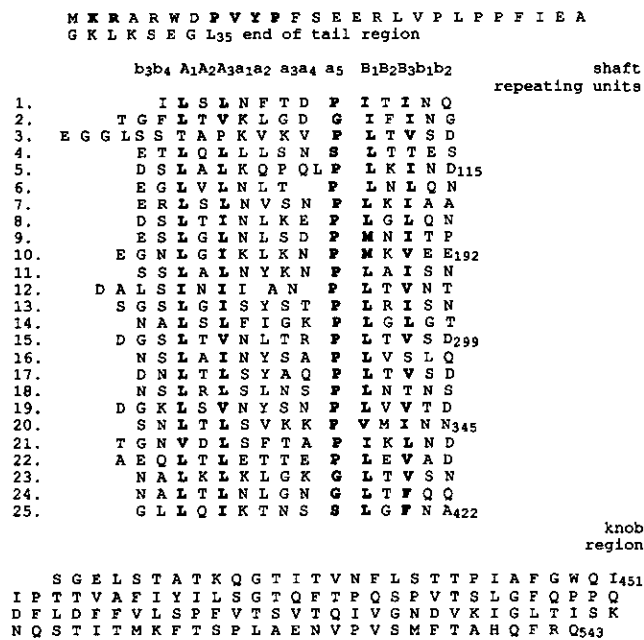 M K R A R W D P V Y P F S E E R L V P L P P F I E A
G K L K S E G L35 end of tail region
b3b4 A1A2A3a1a2 a3a4 a5 B1B2B3b1b2 shaft
repeating units
1. I L S L N F T D P I T I N Q
2. T G F L T V K L G D G I F I N G
3. E G G L S S T A P K V K V P L T V S D
4. E T L Q L L L S N S L T T E S
5. D S L A L K Q P Q L P L K I N D115
6. E G L V L N L T P L N L Q N
7. E R L S L N V S N P L K I A A
8. D S L T I N L K E P L G L Q N
9. E S L G L N L S D P M N I T P
10. E G N L G I K L K N P M K V E E192
11. S S L A L N Y K N P L A I S N
12. D A L S I N I I A N P L T V N T
13. S G S L G I S Y S T P L R I S N
14. N A L S L F I G K P L G L G T
15. D G S L T V N L T R P L T V S D299
16. N S L A I N Y S A P L V S L Q
17. D N L T L S Y A Q P L T V S D
18. N S L R L S L N S P L N T N S
19. D G K L S V N Y S N P L V V T D
20. S N L T L S V K K P V M I N N345
21. T G N V D L S F T A P I K L N D
22. A E Q L T L E T T E P L E V A D
23. N A L K L K L G K G L T V S N
24. N A L T L N L G N G L T F Q Q
25. G L L Q I K T N S S L G F N A422
knob
region
S G E L S T A T K Q G T I T V N F L S T T P I A F G W Q I451
I P T T V A F I Y I L S G T Q F T P Q S P V T S L G F Q P P Q
D F L D F F V L S P F V T S V T Q I V G N D V K I G L T I S K
N Q S T I T M K F T S P L A E N V P V S M F T A H Q F R Q543